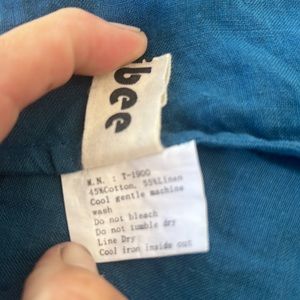 bee
M.N. : T-1900
45%Cotton, 55%Linen
Cool gentle machine
wash
Do not bleach
Do not tumble dry
Line Dry
Cool iron inside out